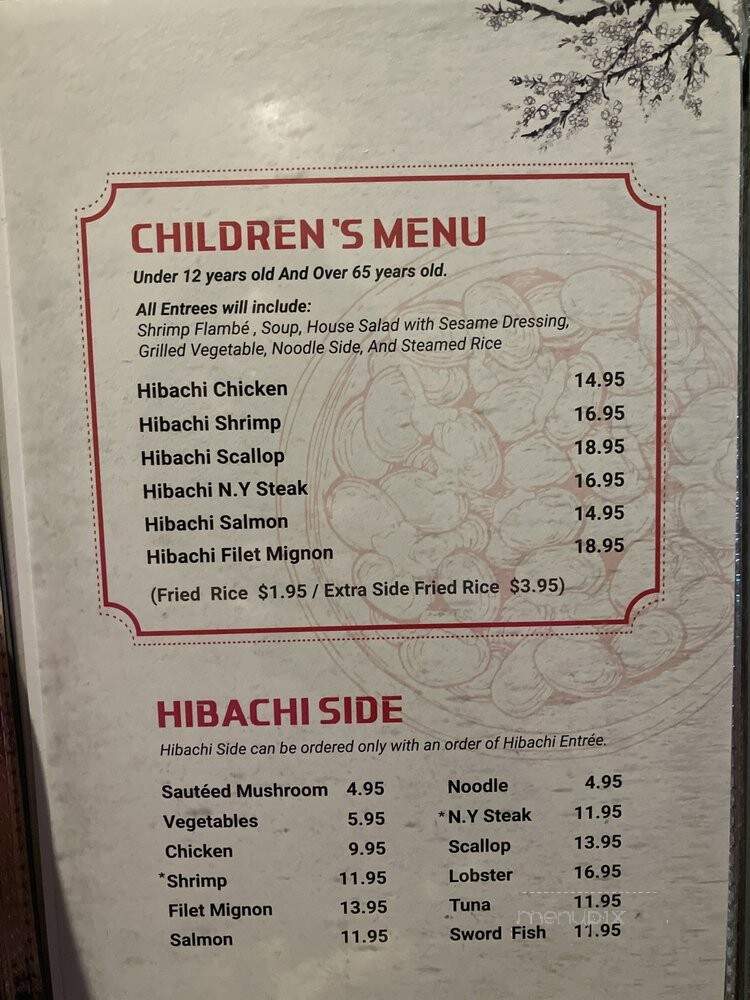 CHILDREN'S MENU
Under 12 years old And Over 65 years old.
All Entrees will include:
Shrimp Flambé , Soup, House Salad with Sesame Dressing,
Grilled Vegetable, Noodle Side, And Steamed Rice
Hibachi Chicken 14.95
Hibachi Shrimp 16.95
Hibachi Scallop 18.95
Hibachi N.Y Steak 16.95
Hibachi Salmon 14.95
Hibachi Filet Mignon 18.95
(Fried Rice $1.95 / Extra Side Fried Rice $3.95)
HIBACHI SIDE
Hibachi Side can be ordered only with an order of Hibachi Entrée.
Sautéed Mushroom 4.95
Vegetables 5.95
Chicken 9.95
*Shrimp 11.95
Filet Mignon 13.95
Salmon 11.95
Noodle 4.95
*N.Y Steak 11.95
Scallop 13.95
Lobster 16.95
Tuna 11.95
Sword Fish 11.95
menupix